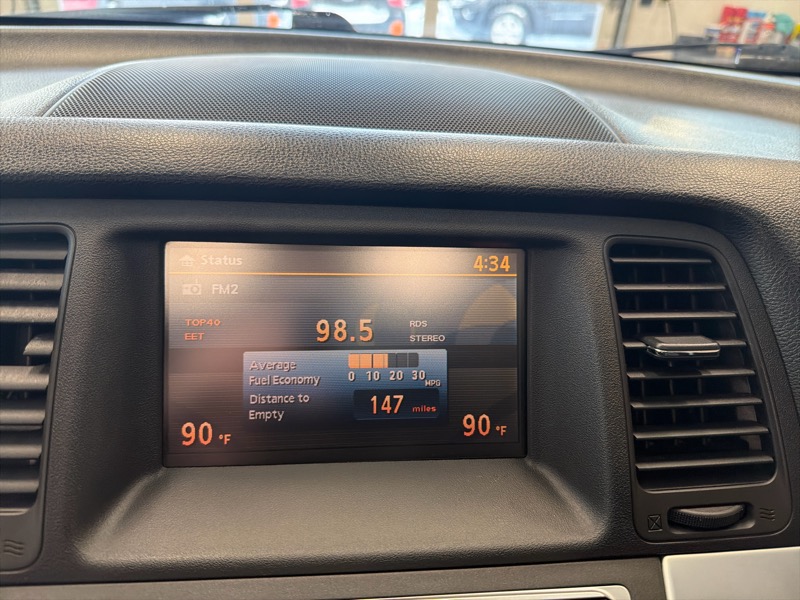 Status 4:34
FM2
TOP40 98.5 RDS
EET STEREO
Average
Fuel Economy 0 10 20 30 MPG
Distance to
Empty 147 miles
90 °F 90 °F